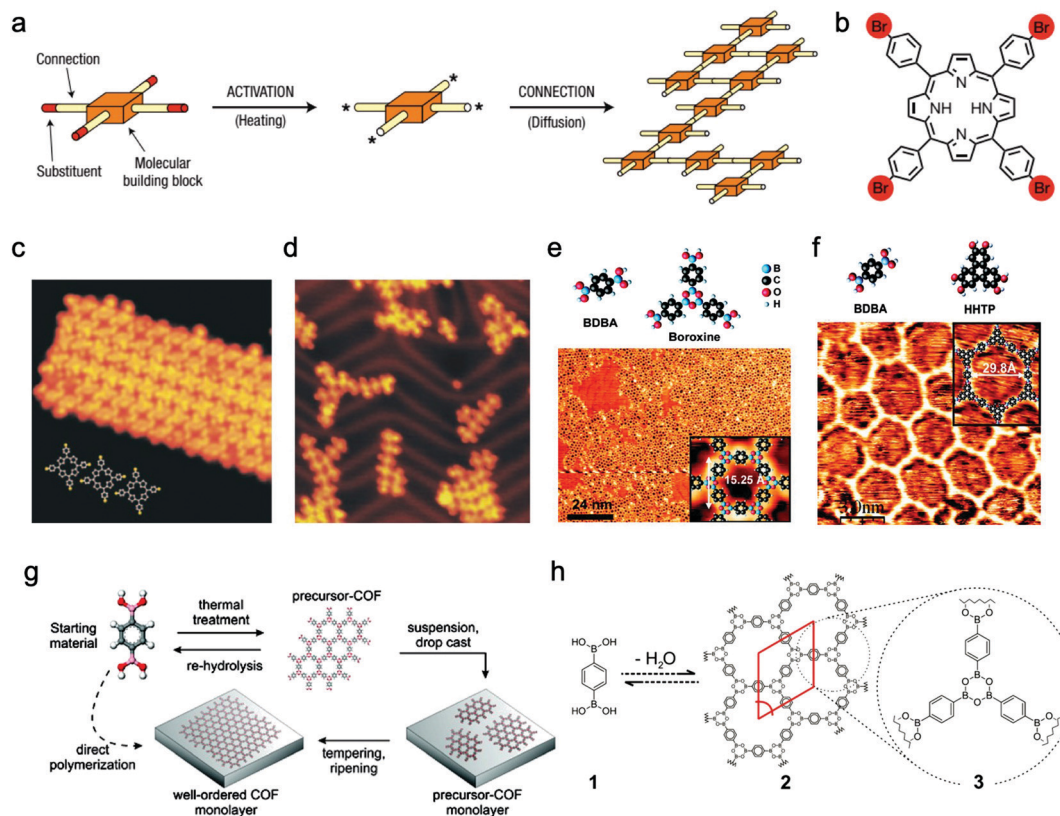 a
Connection
Substituent
Molecular
building block
ACTIVATION
(Heating)
* * * *
CONNECTION
(Diffusion)
b
Br
Br
N
NH
HN
N
Br
Br
c
d
e
BDBA
Boroxine
B
C
O
H
15.25 Å
24 nm
f
BDBA
HHTP
29.8Å
g
Starting
material
thermal
treatment
re-hydrolysis
precursor-COF
suspension,
drop cast
direct
polymerization
well-ordered COF
monolayer
tempering,
ripening
precursor-COF
monolayer
h
HO
OH
B
B
HO
OH
1
- H₂O
2
O
O
B
B
O
O
B
B
O
O
B
O
B
B
O
O
3